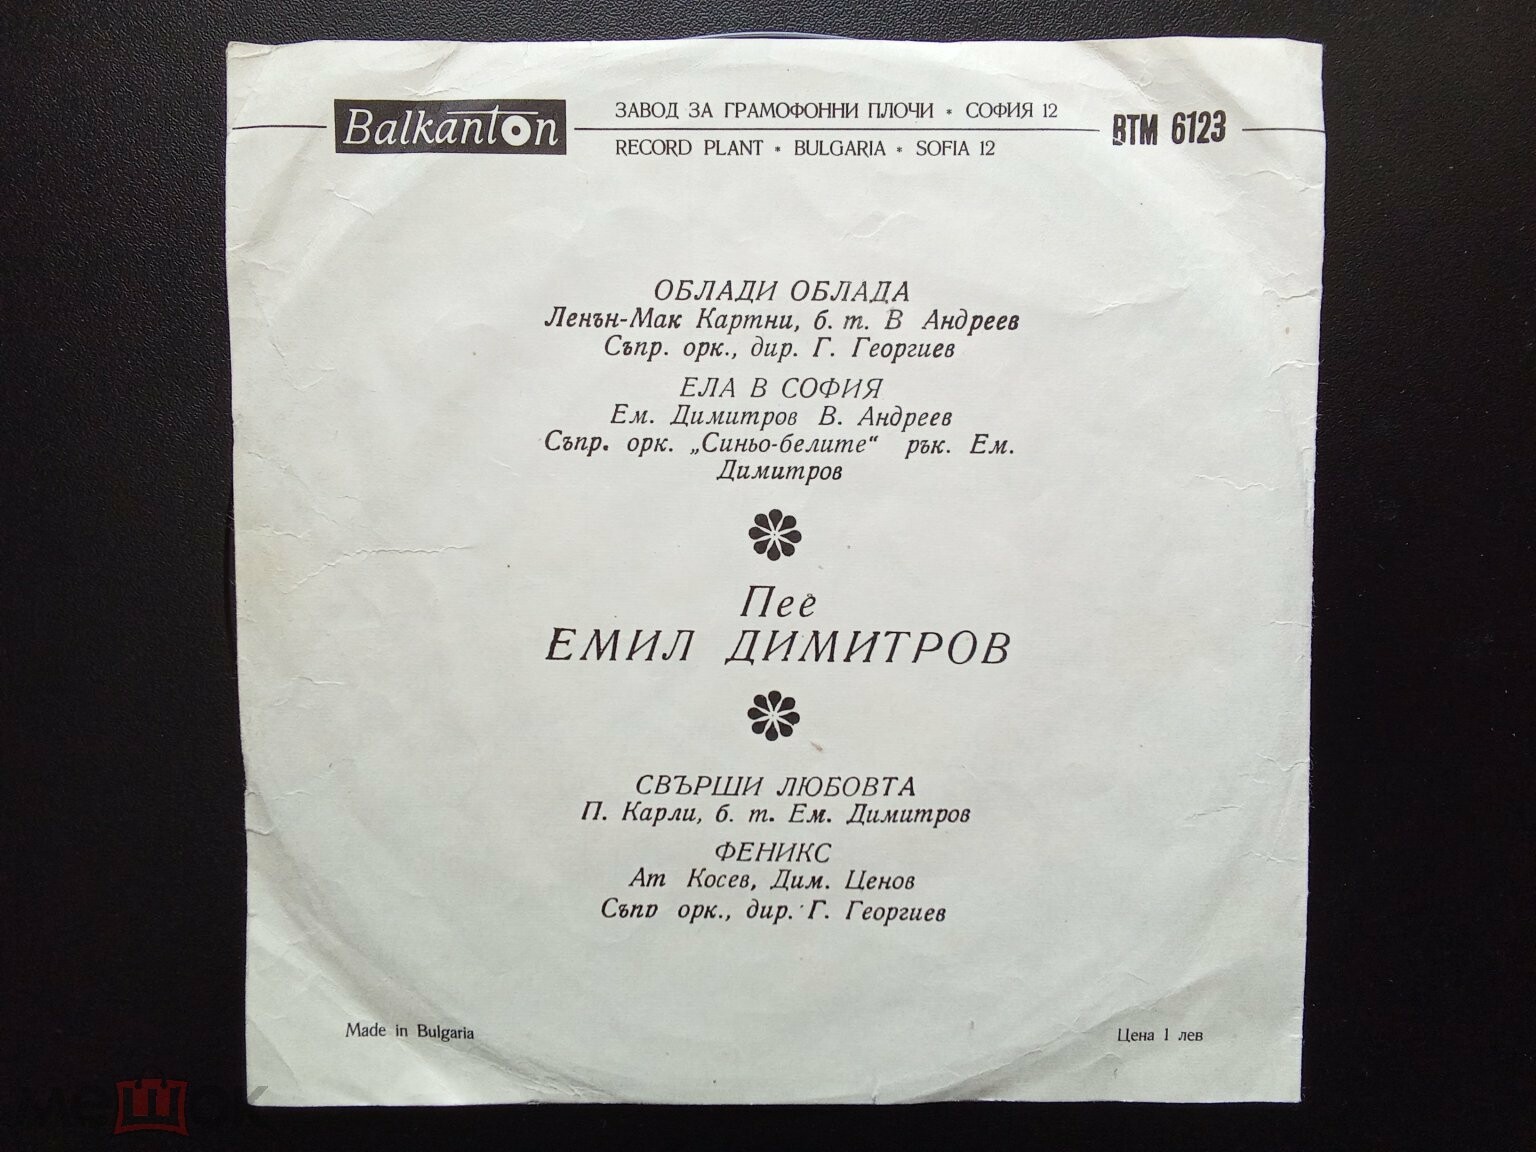 Balkanton
ЗАВОД ЗА ГРАМОФОННИ ПЛОЧИ * СОФИЯ 12
RECORD PLANT * BULGARIA * SOFIA 12
ВТМ 6123
ОБЛАДИ ОБЛАДА
Ленън-Мак Картни, б. т. В Андреев
Съпр. орк., дир. Г. Георгиев
ЕЛА В СОФИЯ
Ем. Димитров В. Андреев
Съпр. орк. „Синьо-белите“ рък. Ем.
Димитров
Пее
ЕМИЛ ДИМИТРОВ
СВЪРШИ ЛЮБОВТА
П. Карли, б. т. Ем. Димитров
ФЕНИКС
Ат Косев, Дим. Ценов
Съпр орк., дир. Г. Георгиев
Made in Bulgaria
Цена 1 лев
мешок